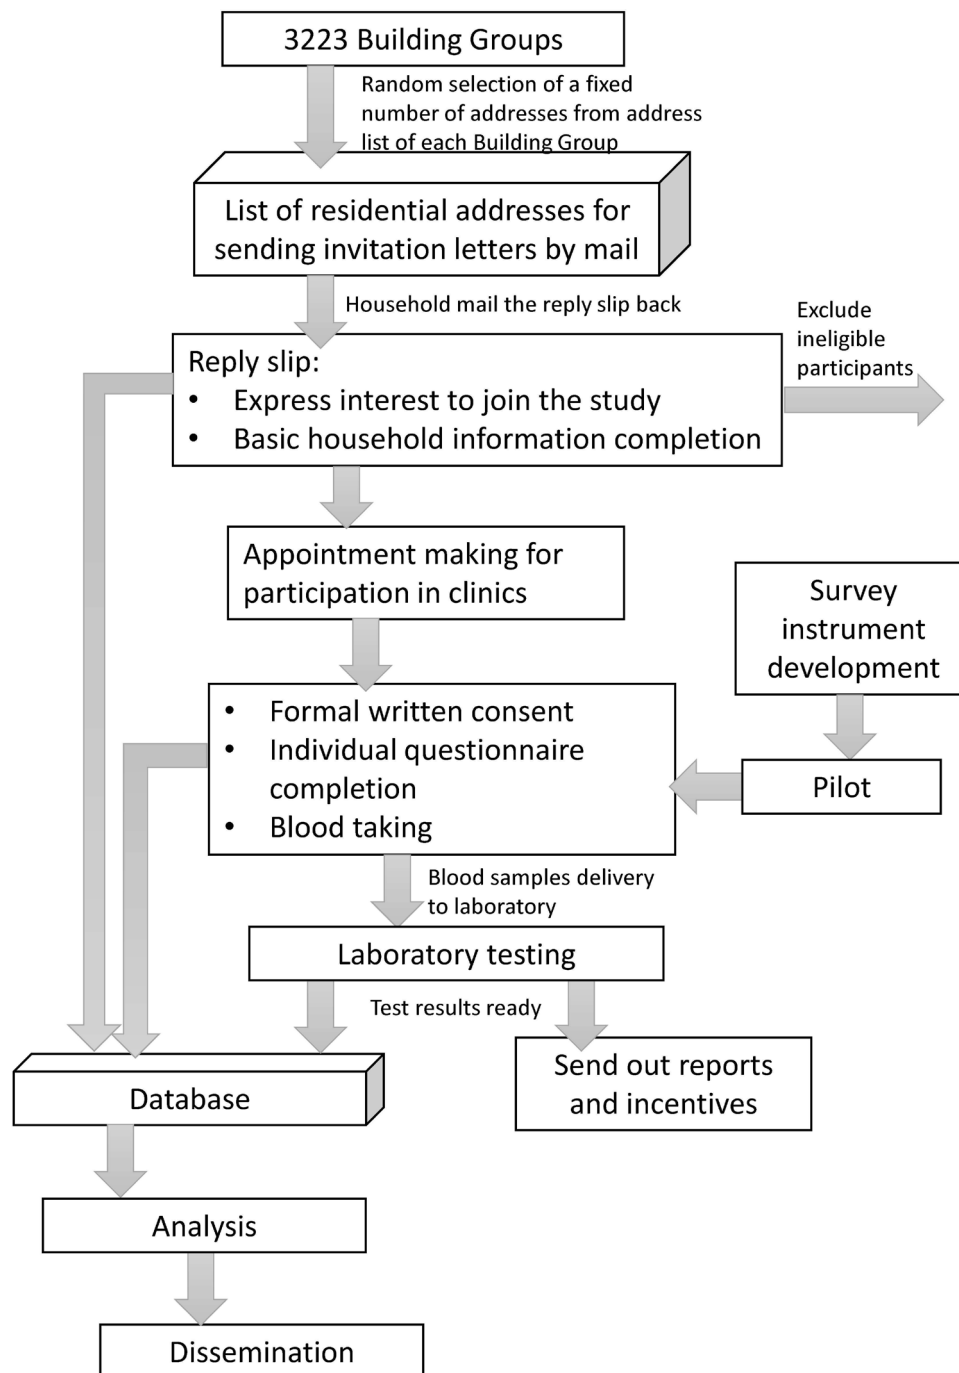 3223 Building Groups
Random selection of a fixed
number of addresses from address
list of each Building Group
List of residential addresses for
sending invitation letters by mail
Household mail the reply slip back
Exclude
ineligible
participants
Reply slip:
• Express interest to join the study
• Basic household information completion
Appointment making for
participation in clinics
Survey
instrument
development
• Formal written consent
• Individual questionnaire
completion
• Blood taking
Pilot
Blood samples delivery
to laboratory
Laboratory testing
Test results ready
Send out reports
and incentives
Database
Analysis
Dissemination